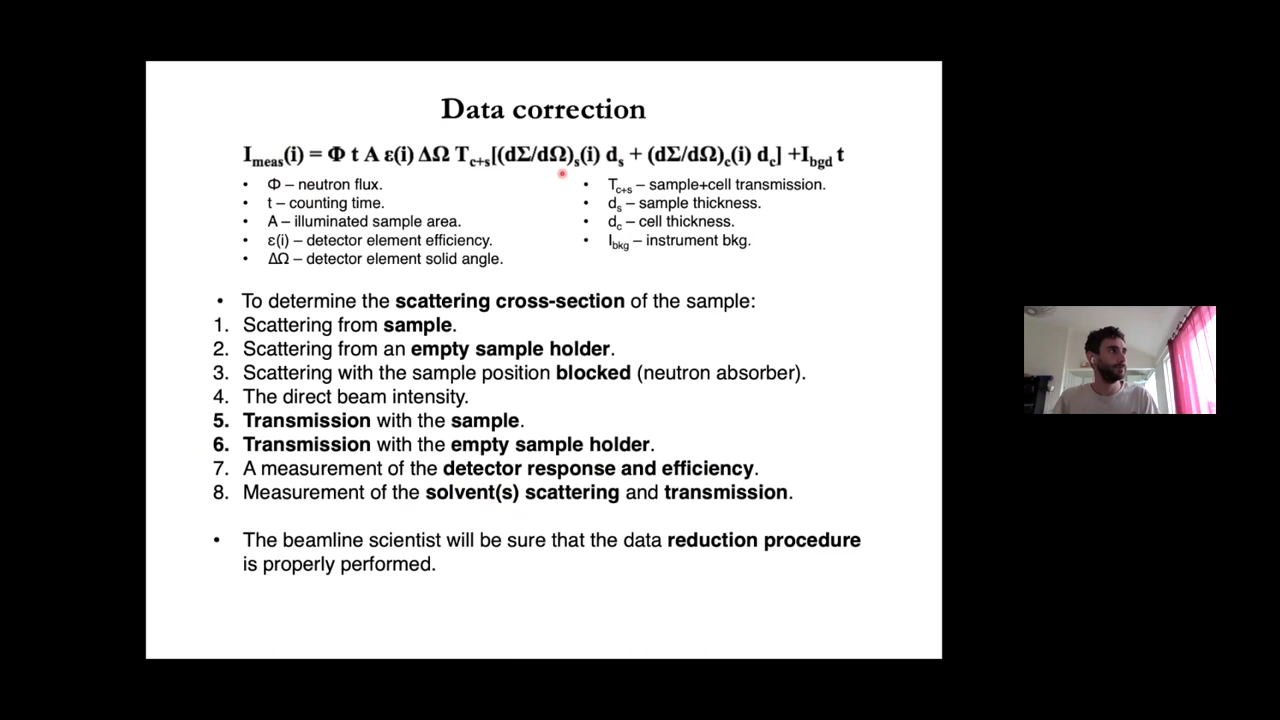 Data correction
Imeas(i) = Φ t A ε(i) ΔΩ Tc+s[(dΣ/dΩ)s(i) ds + (dΣ/dΩ)c(i) dc] +Ibgd t
• Φ – neutron flux.
• t – counting time.
• A – illuminated sample area.
• ε(i) – detector element efficiency.
• ΔΩ – detector element solid angle.
• Tc+s – sample+cell transmission.
• ds – sample thickness.
• dc – cell thickness.
• Ibkg – instrument bkg.
• To determine the scattering cross-section of the sample:
1. Scattering from sample.
2. Scattering from an empty sample holder.
3. Scattering with the sample position blocked (neutron absorber).
4. The direct beam intensity.
5. Transmission with the sample.
6. Transmission with the empty sample holder.
7. A measurement of the detector response and efficiency.
8. Measurement of the solvent(s) scattering and transmission.
• The beamline scientist will be sure that the data reduction procedure
is properly performed.